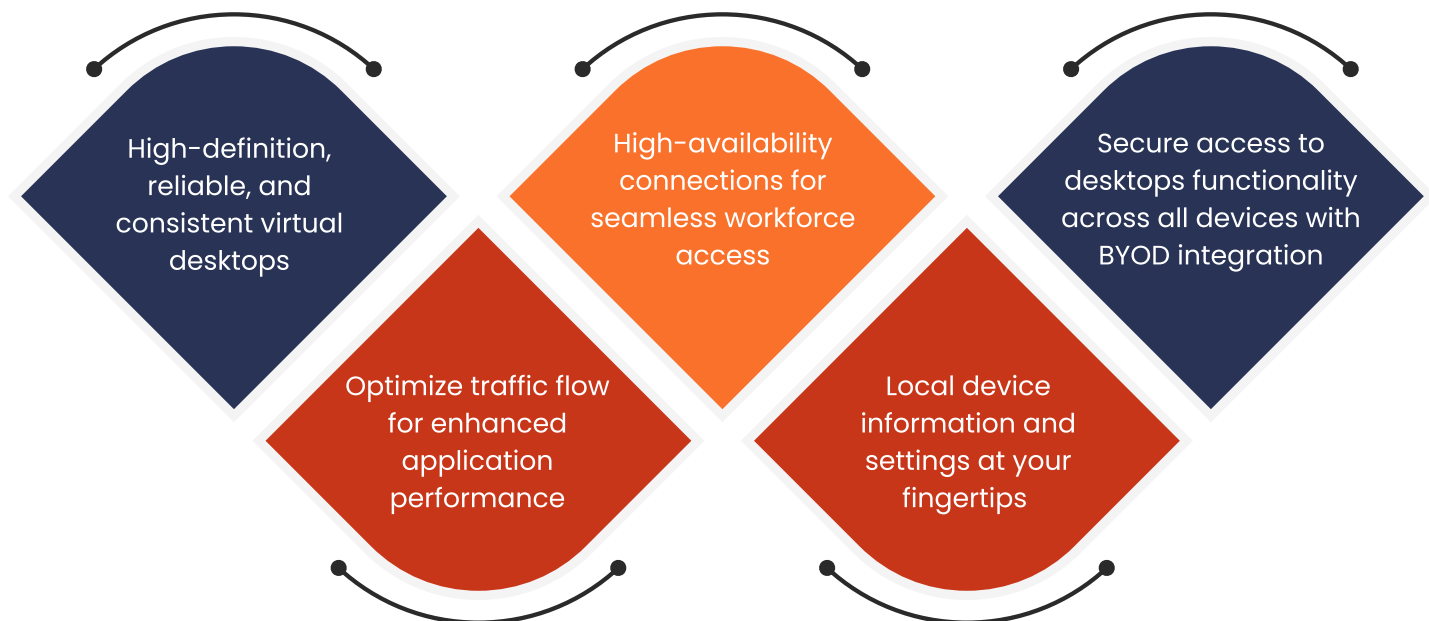 High-definition,
reliable, and
consistent virtual
desktops
Optimize traffic flow
for enhanced
application
performance
High-availability
connections for
seamless workforce
access
Local device
information and
settings at your
fingertips
Secure access to
desktops functionality
across all devices with
BYOD integration